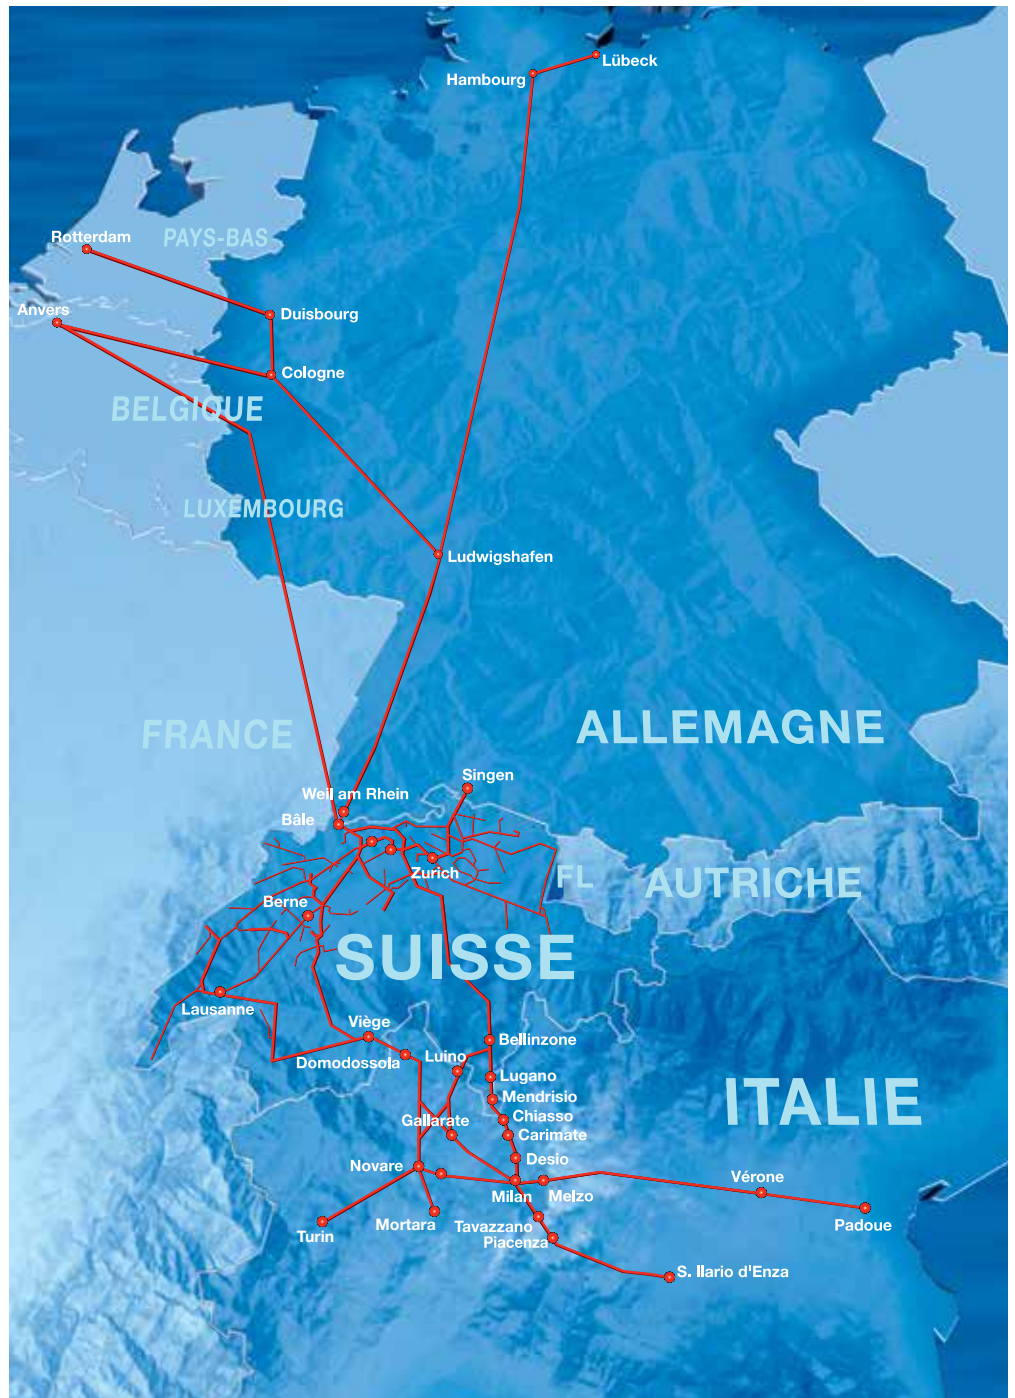 Lübeck
Hambourg
Rotterdam
PAYS-BAS
Anvers
Duisbourg
Cologne
BELGIQUE
LUXEMBOURG
Ludwigshafen
FRANCE
ALLEMAGNE
Singen
Weil am Rhein
Bâle
Zurich
FL
AUTRICHE
Berne
SUISSE
Lausanne
Viège
Bellinzone
Domodossola
Luino
Lugano
Mendrisio
ITALIE
Chiasso
Gallarate
Carimate
Desio
Novare
Vérone
Milan
Melzo
Mortara
Tavazzano
Padoue
Turin
Piacenza
S. Ilario d'Enza